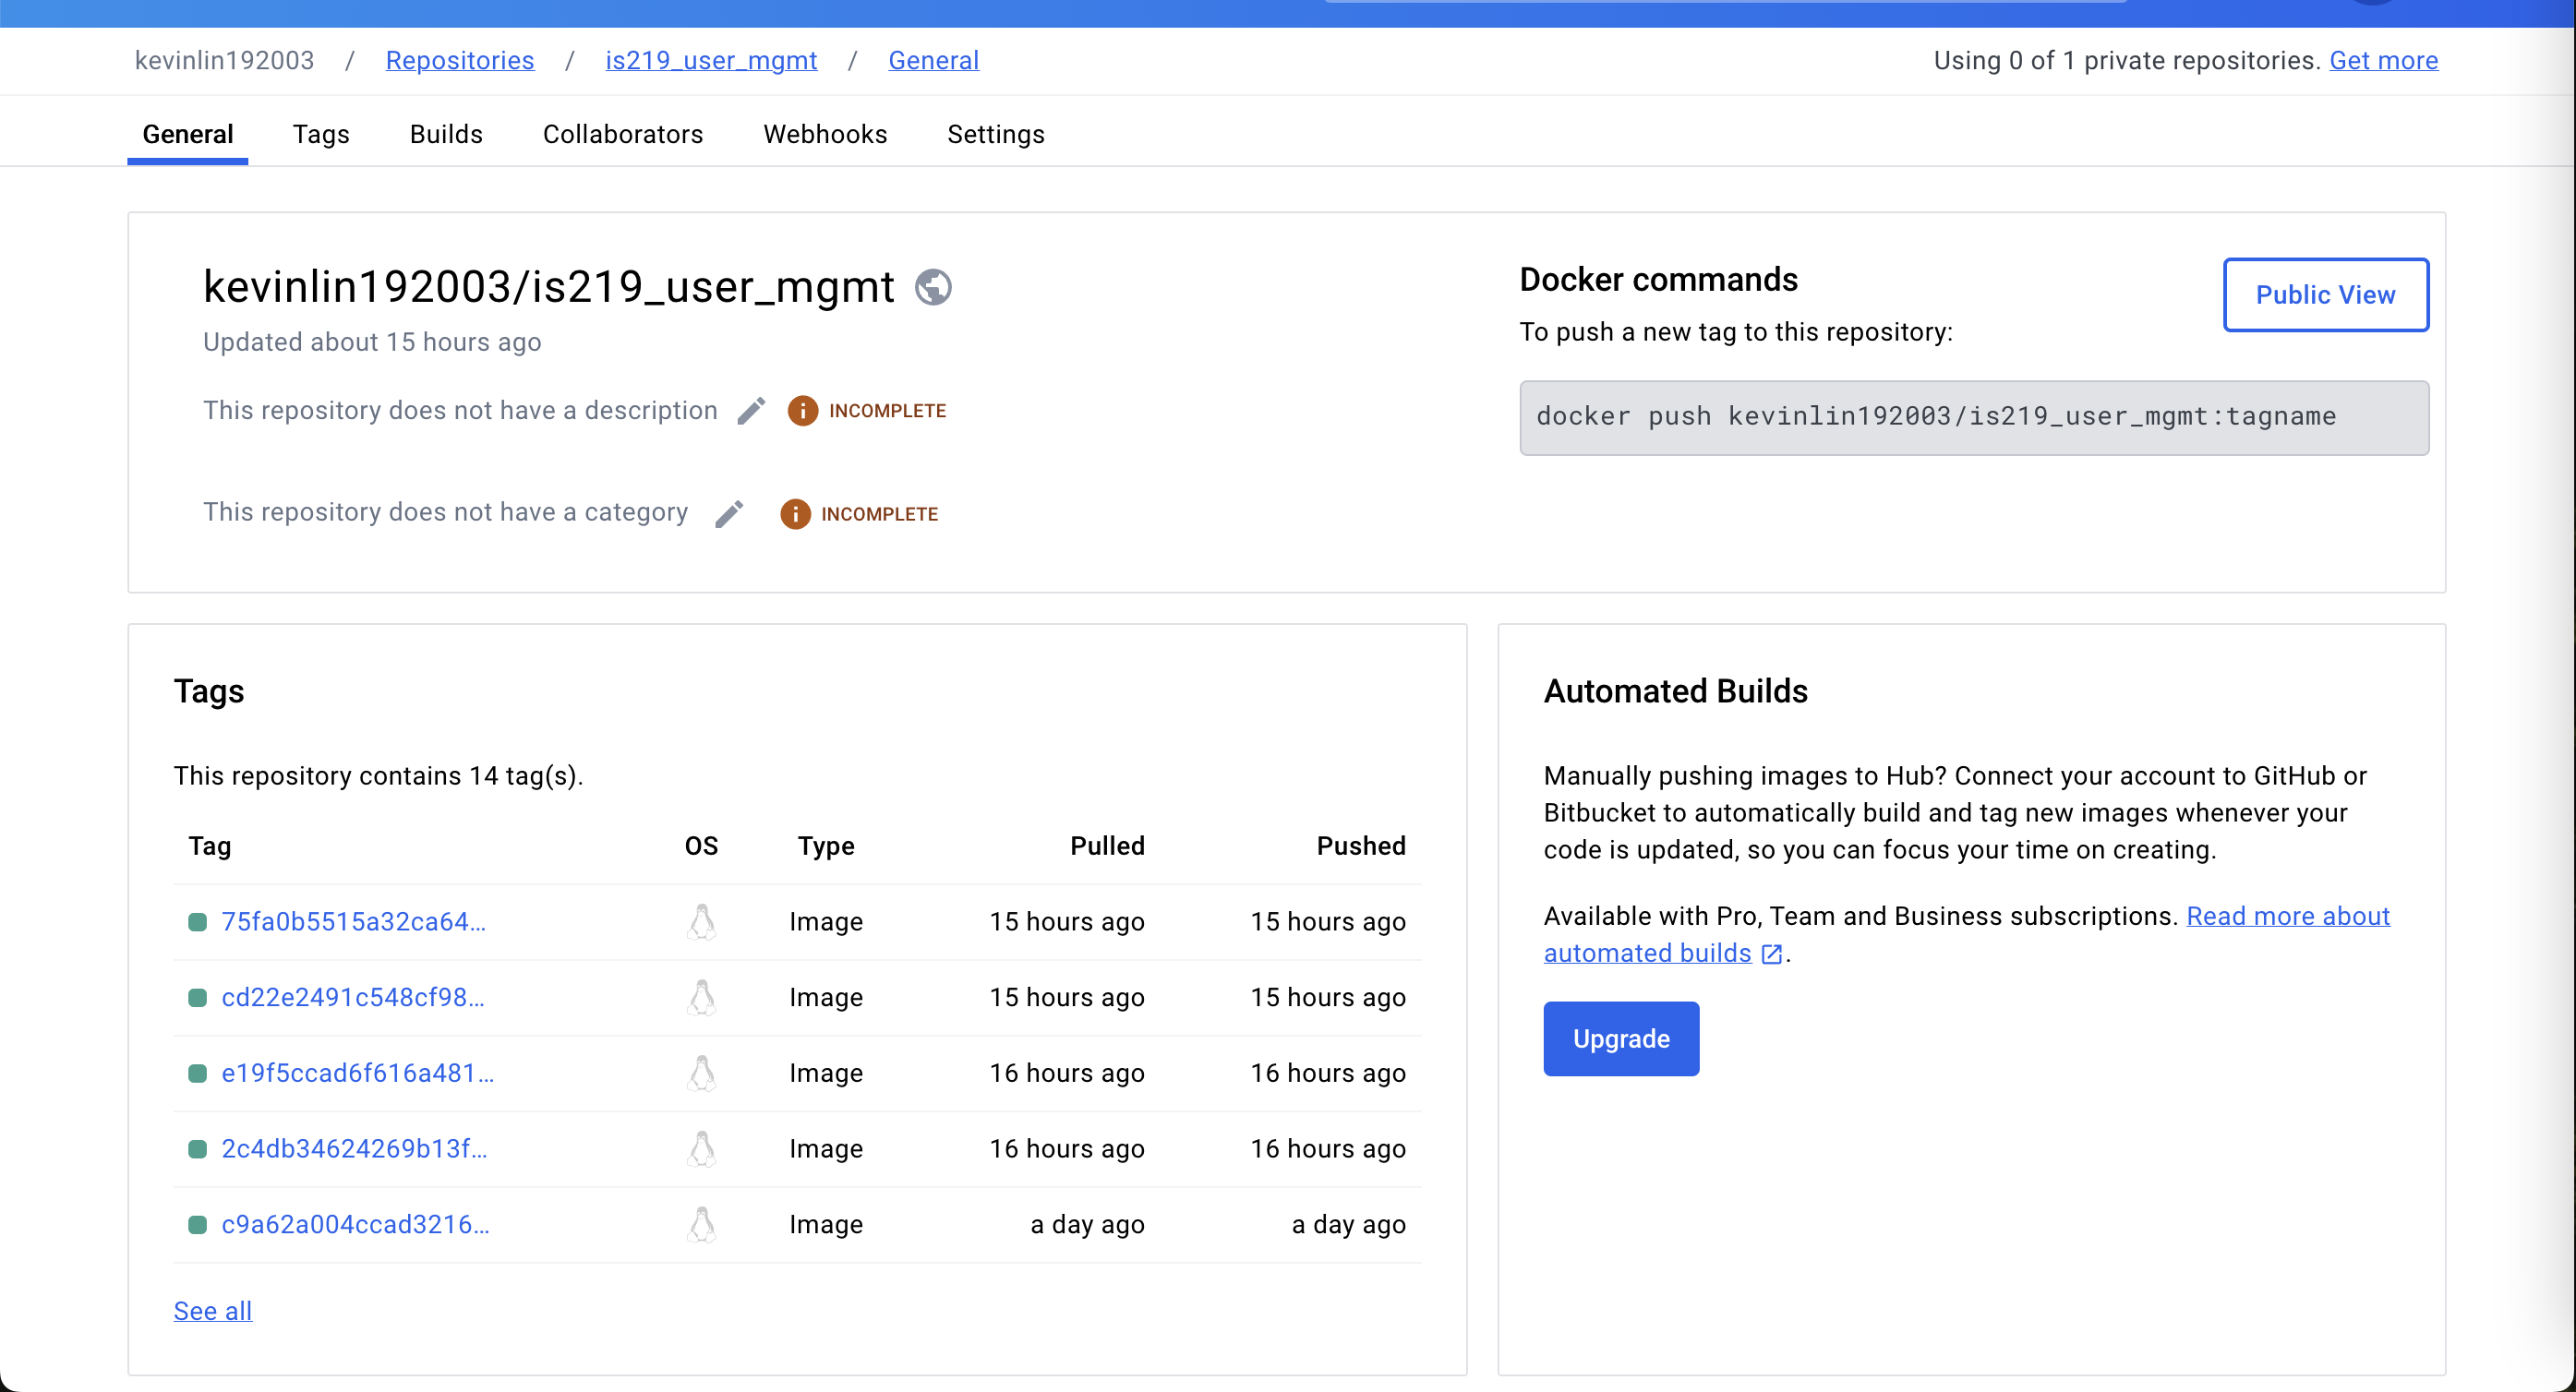 kevinlin192003 / Repositories / is219_user_mgmt / General
Using 0 of 1 private repositories. Get more
General Tags Builds Collaborators Webhooks Settings
kevinlin192003/is219_user_mgmt
Updated about 15 hours ago
This repository does not have a description INCOMPLETE
This repository does not have a category INCOMPLETE
Docker commands
Public View
To push a new tag to this repository:
docker push kevinlin192003/is219_user_mgmt:tagname
Tags
This repository contains 14 tag(s).
Tag OS Type Pulled Pushed
75fa0b5515a32ca64... Image 15 hours ago 15 hours ago
cd22e2491c548cf98... Image 15 hours ago 15 hours ago
e19f5ccad6f616a481... Image 16 hours ago 16 hours ago
2c4db34624269b13f... Image 16 hours ago 16 hours ago
c9a62a004ccad3216... Image a day ago a day ago
See all
Automated Builds
Manually pushing images to Hub? Connect your account to GitHub or
Bitbucket to automatically build and tag new images whenever your
code is updated, so you can focus your time on creating.
Available with Pro, Team and Business subscriptions. Read more about
automated builds .
Upgrade